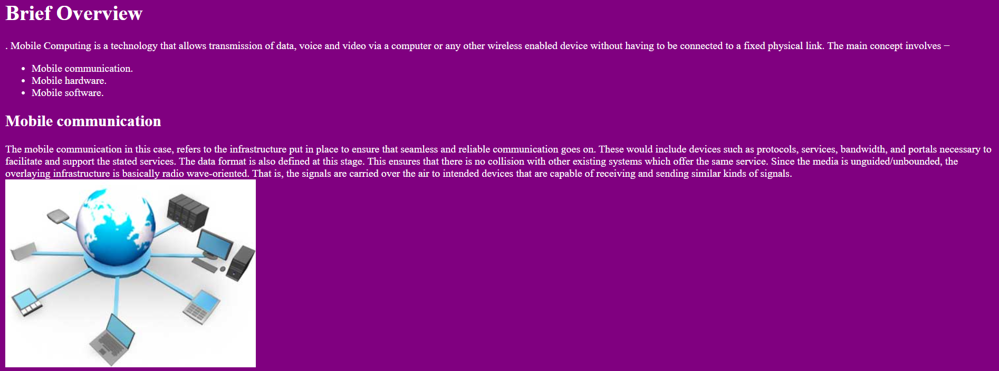 Brief Overview
. Mobile Computing is a technology that allows transmission of data, voice and video via a computer or any other wireless enabled device without having to be connected to a fixed physical link. The main concept involves −
• Mobile communication.
• Mobile hardware.
• Mobile software.
Mobile communication
The mobile communication in this case, refers to the infrastructure put in place to ensure that seamless and reliable communication goes on. These would include devices such as protocols, services, bandwidth, and portals necessary to
facilitate and support the stated services. The data format is also defined at this stage. This ensures that there is no collision with other existing systems which offer the same service. Since the media is unguided/unbounded, the
overlaying infrastructure is basically radio wave-oriented. That is, the signals are carried over the air to intended devices that are capable of receiving and sending similar kinds of signals.